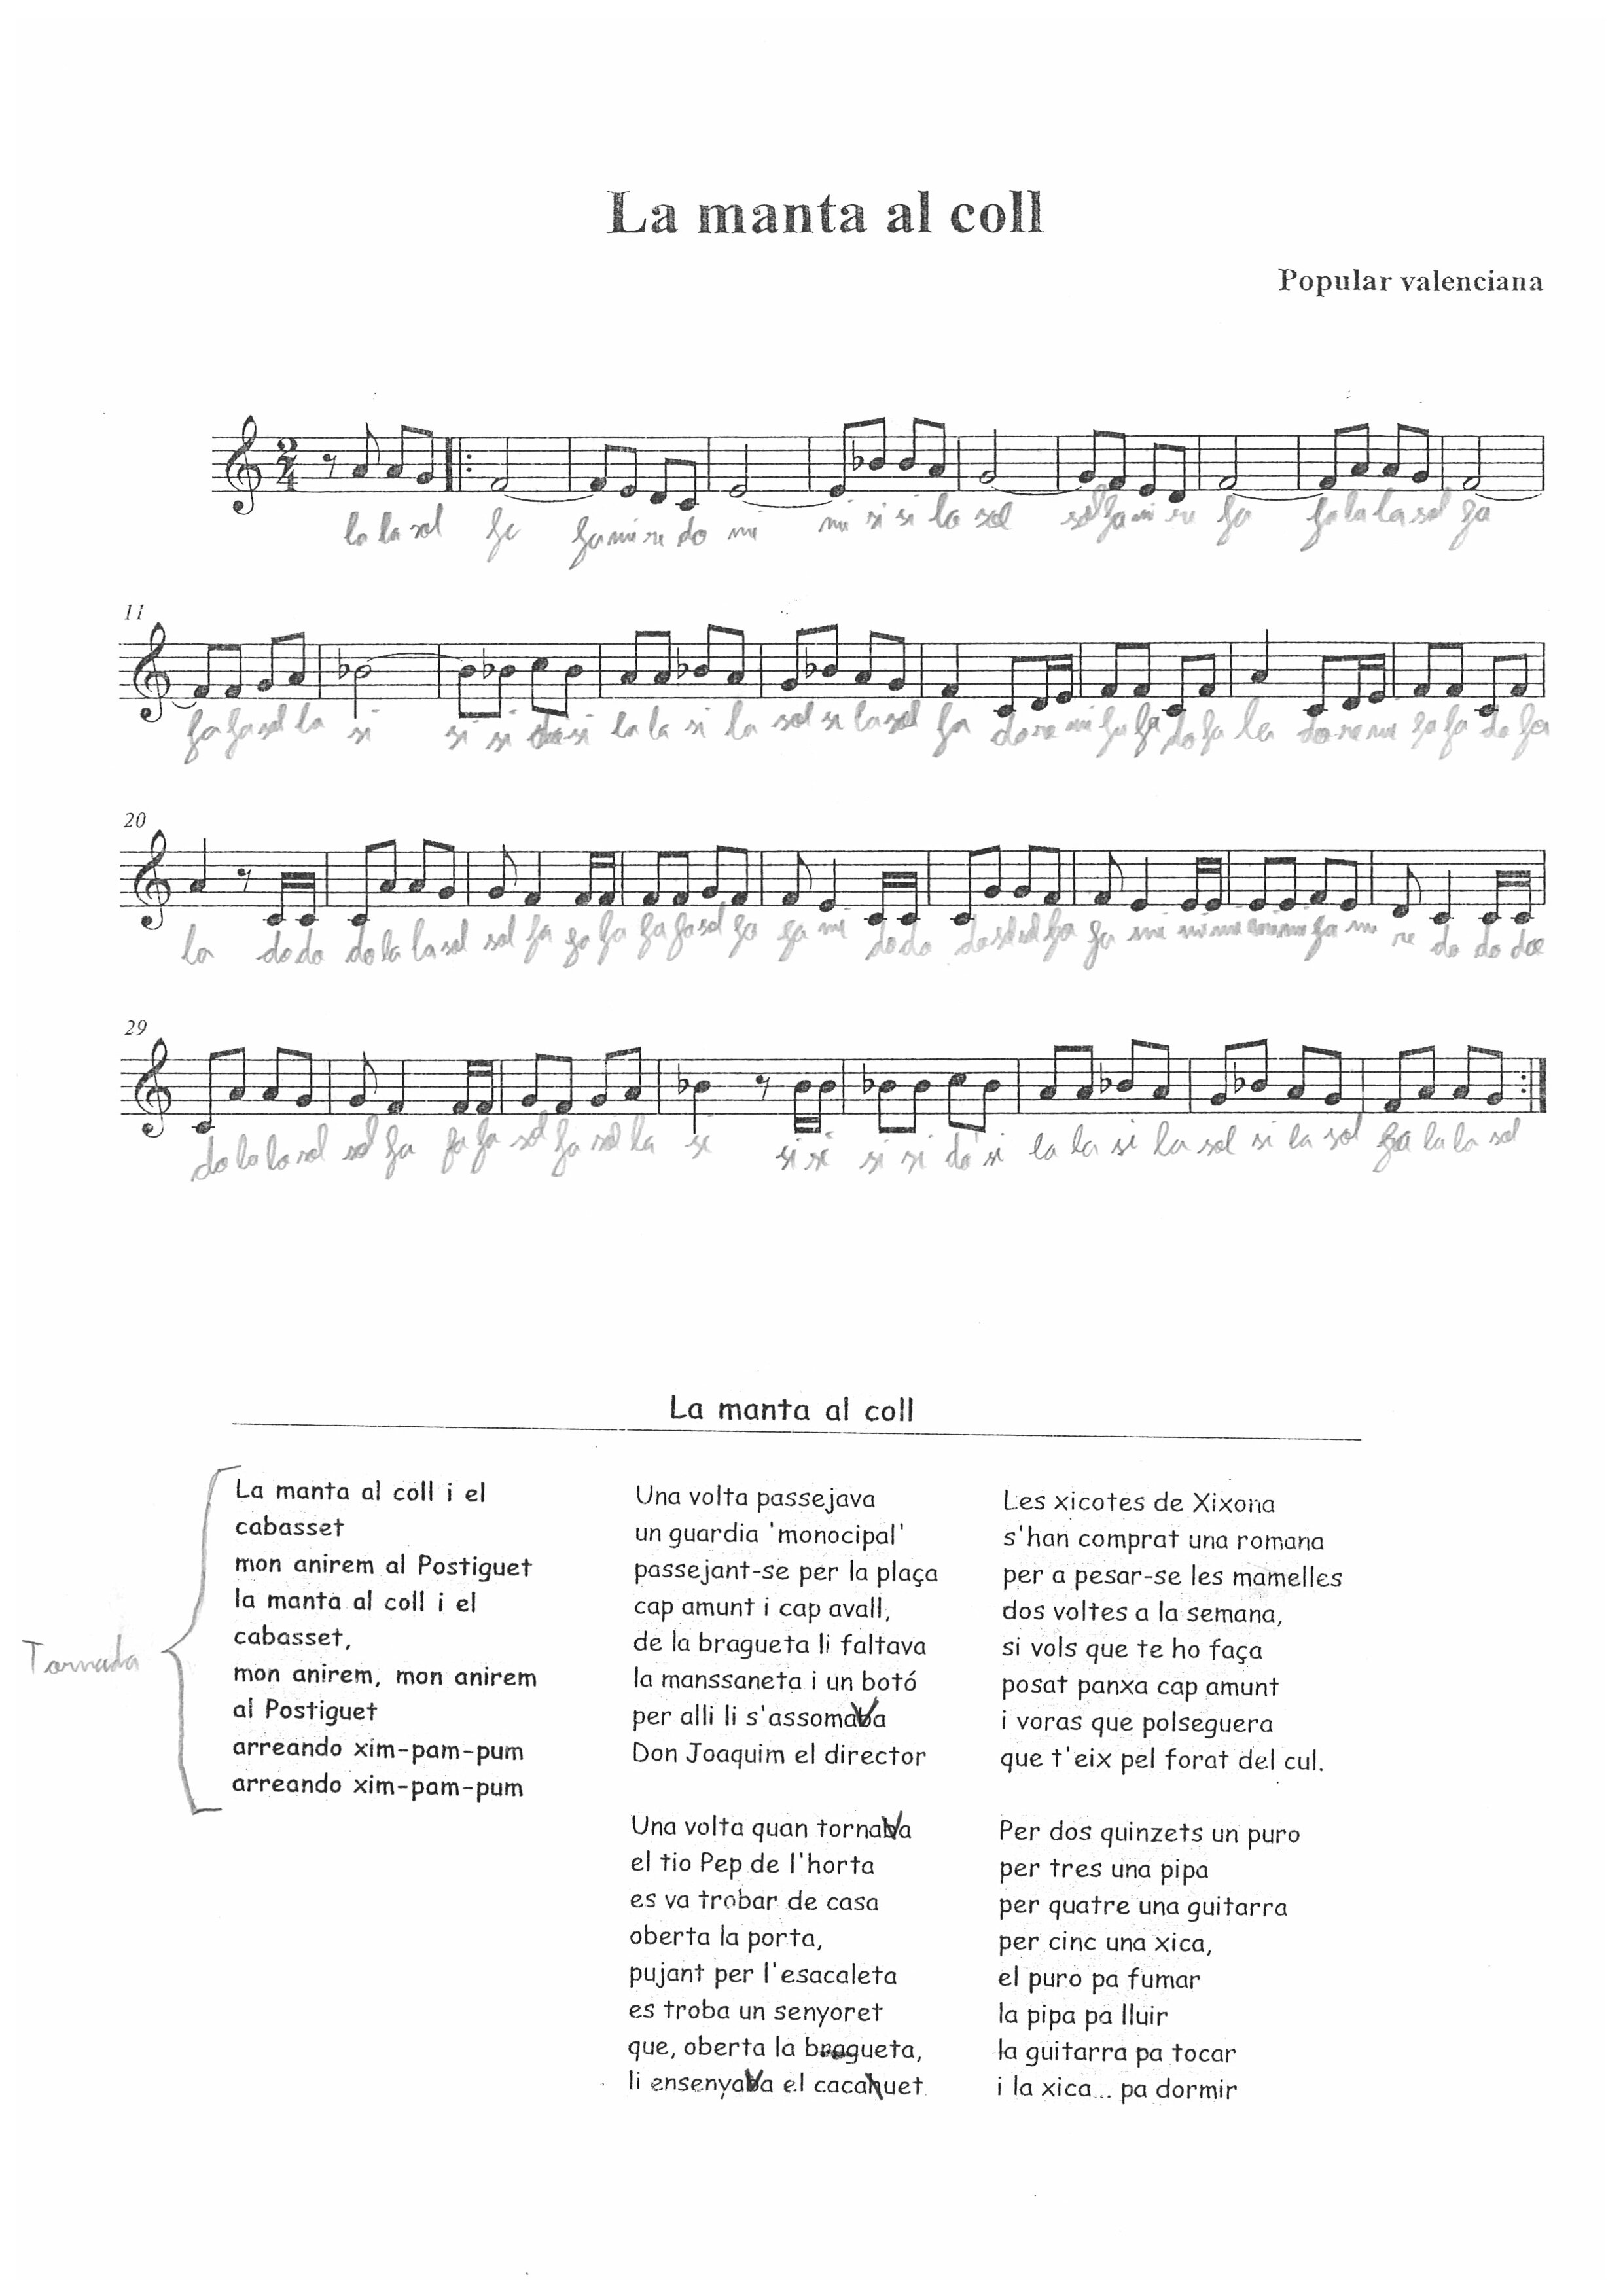 La manta al coll
Popular valenciana
la la sol fa fa mi re do mi mi si si la sol sol fa mi re fa fa la la sol fa
11
fa fa sol la si si si do si la la si la sol si la sol fa do re mi fa fa do fa la do re mi fa fa do fa
20
la do do do la la sol sol fa fa fa fa fa sol fa fa mi do do do sol sol fa fa mi mi mi mi mi fa mi re do do do
29
do la la sol sol fa fa fa sol fa sol la si si si si si do si la la si la sol si la sol fa la la sol
La manta al coll
Tornada
La manta al coll i el
cabasset
mon anirem al Postiguet
la manta al coll i el
cabasset,
mon anirem, mon anirem
al Postiguet
arreando xim-pam-pum
arreando xim-pam-pum
Una volta passejava
un guardia 'monocipal'
passejant-se per la plaça
cap amunt i cap avall,
de la bragueta li faltava
la manssaneta i un botó
per alli li s'assomava
Don Joaquim el director
Una volta quan tornava
el tio Pep de l'horta
es va trobar de casa
oberta la porta,
pujant per l'esacaleta
es troba un senyoret
que, oberta la bragueta,
li ensenyava el cacahuet
Les xicotes de Xixona
s'han comprat una romana
per a pesar-se les mamelles
dos voltes a la semana,
si vols que te ho faça
posat panxa cap amunt
i voras que polseguera
que t'eix pel forat del cul.
Per dos quinzets un puro
per tres una pipa
per quatre una guitarra
per cinc una xica,
el puro pa fumar
la pipa pa lluir
la guitarra pa tocar
i la xica... pa dormir